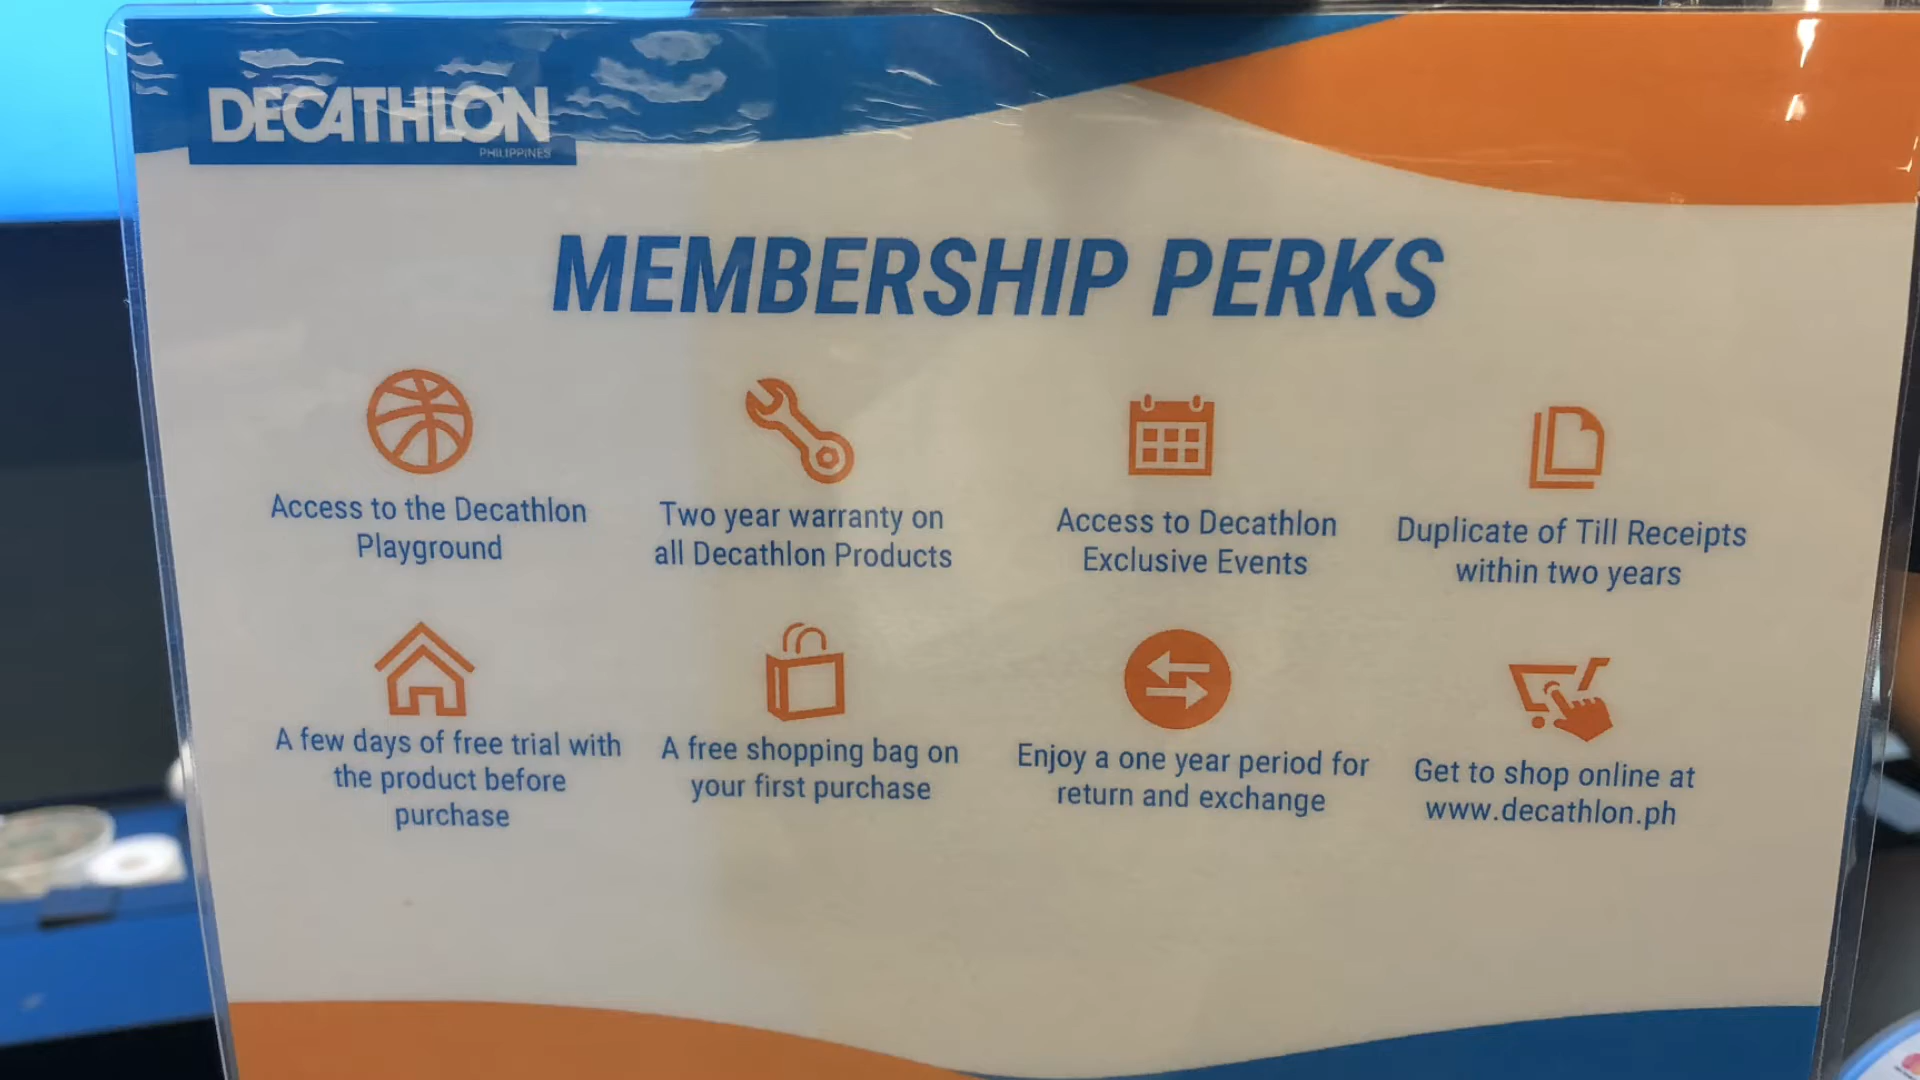 DECATHLON
PHILIPPINES
MEMBERSHIP PERKS
Access to the Decathlon
Playground
Two year warranty on
all Decathlon Products
Access to Decathlon
Exclusive Events
Duplicate of Till Receipts
within two years
A few days of free trial with
the product before
purchase
A free shopping bag on
your first purchase
Enjoy a one year period for
return and exchange
Get to shop online at
www.decathlon.ph